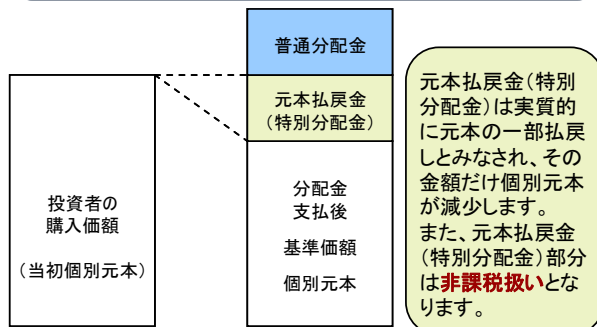 普通分配金
元本払戻金
(特別分配金)
投資者の
購入価額
(当初個別元本)
分配金
支払後
基準価額
個別元本
元本払戻金(特別
分配金)は実質的
に元本の一部払戻
しとみなされ、その
金額だけ個別元本
が減少します。
また、元本払戻金
(特別分配金)部分
は非課税扱いとな
ります。